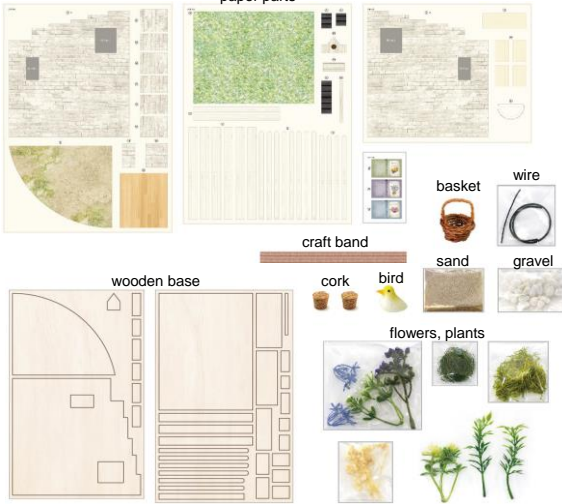 paper parts
basket
wire
craft band
sand
gravel
wooden base
cork
bird
flowers, plants